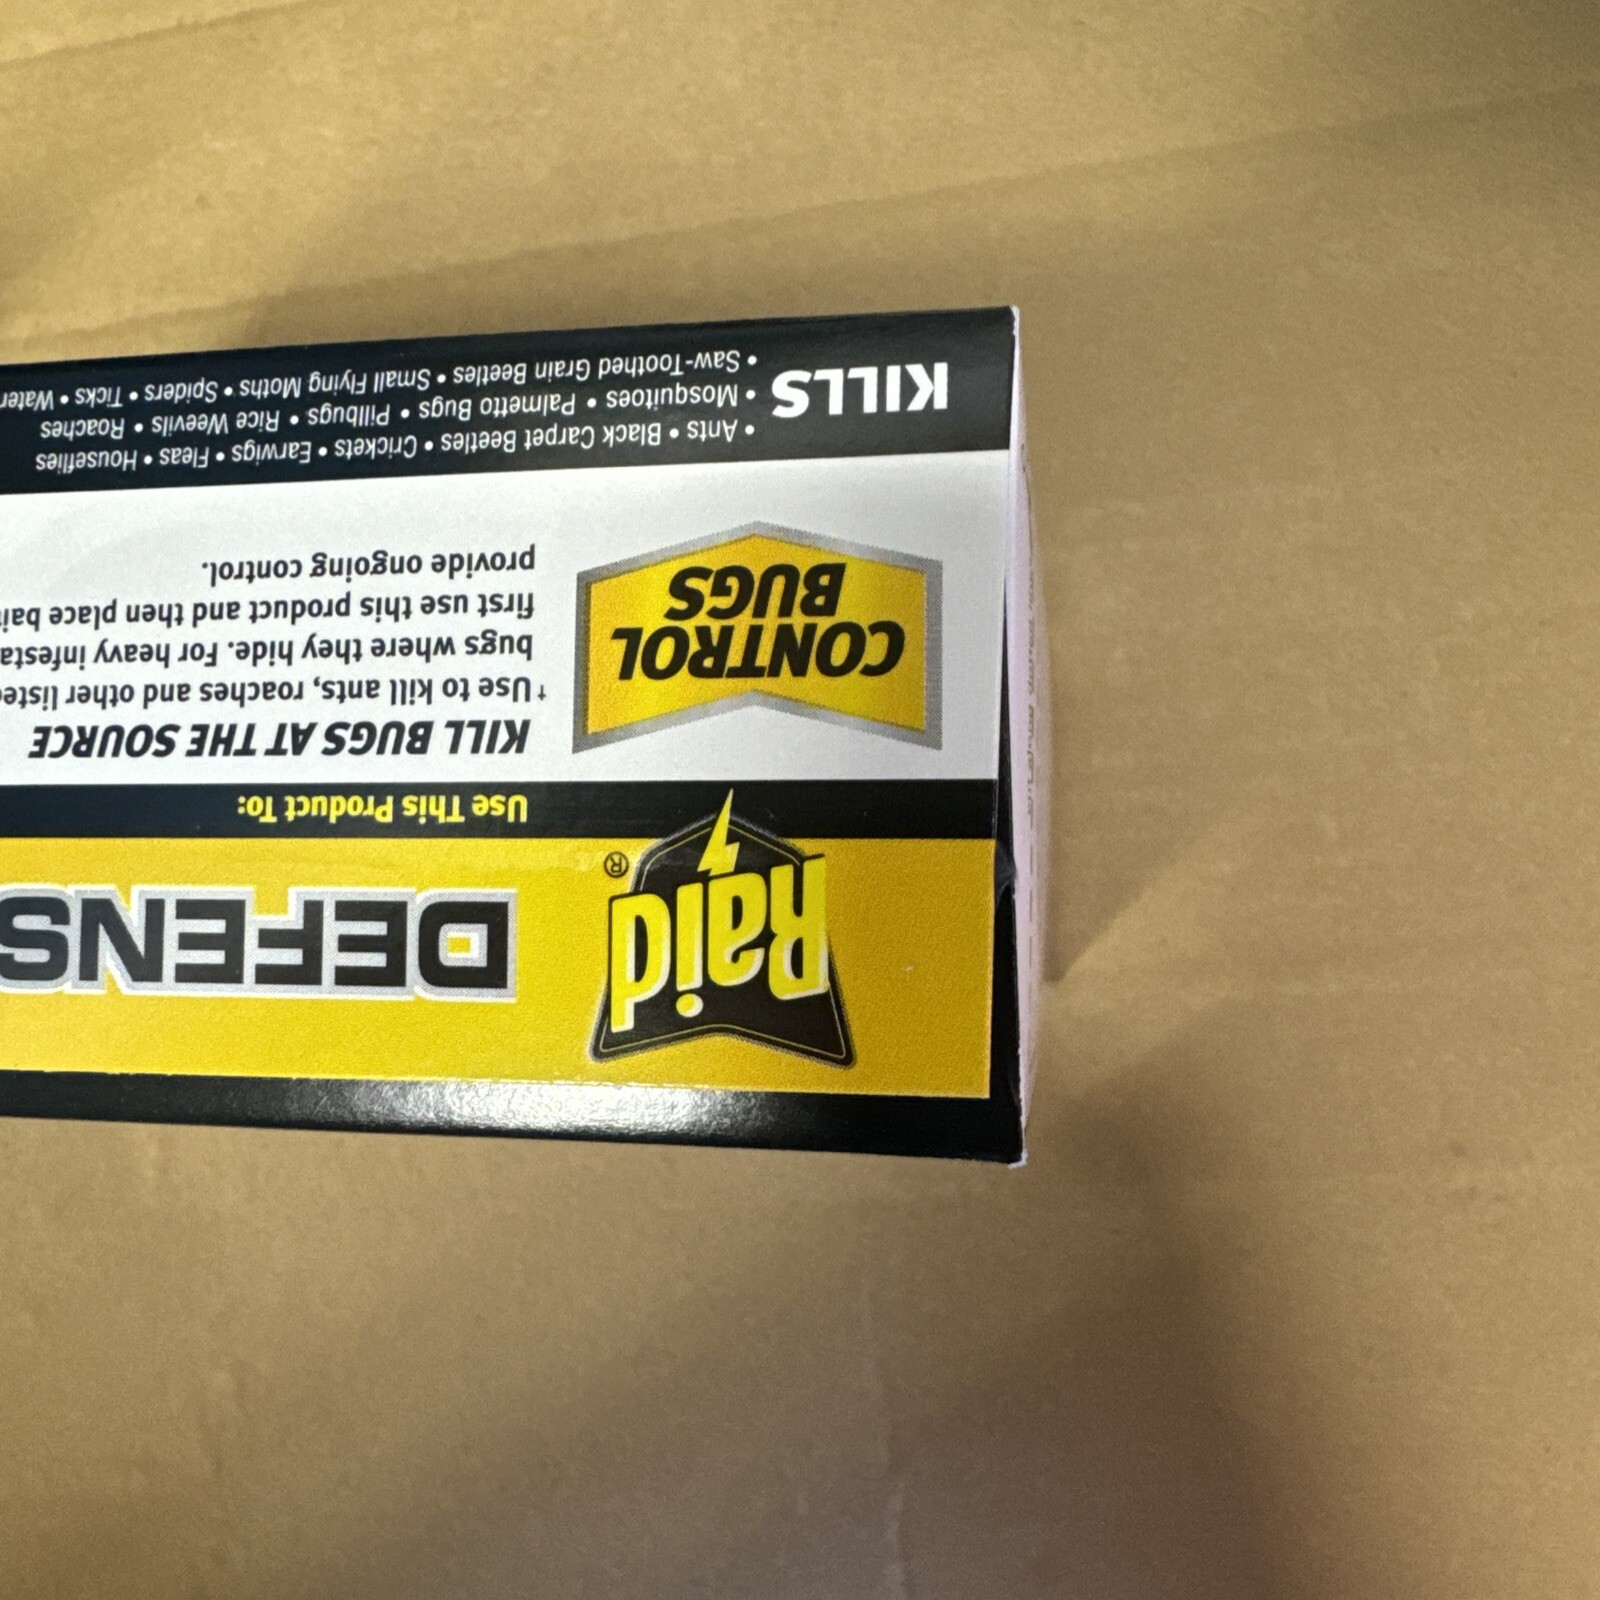 Raid®
DEFENS
Use This Product To:
CONTROL
BUGS
KILL BUGS AT THE SOURCE
†Use to kill ants, roaches and other liste
bugs where they hide. For heavy infesta
first use this product and then place bai
provide ongoing control.
KILLS
• Ants • Black Carpet Beetles • Crickets • Earwigs • Fleas • Houseflies
• Mosquitoes • Palmetto Bugs • Pillbugs • Rice Weevils • Roaches
• Saw-Toothed Grain Beetles • Small Flying Moths • Spiders • Ticks • Water